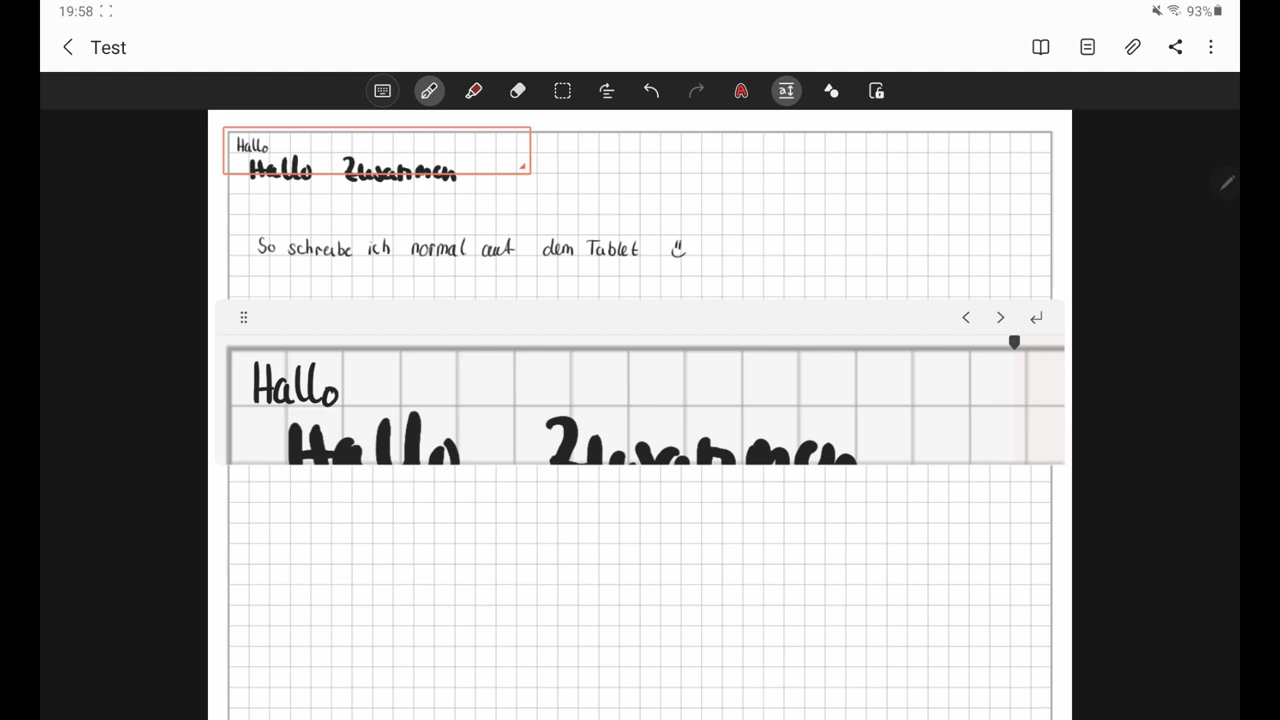 19:58 93%
Test
Hallo
Hallo Zusammen
So schreibe ich normal auf dem Tablet
Hallo
Hallo Zusammen